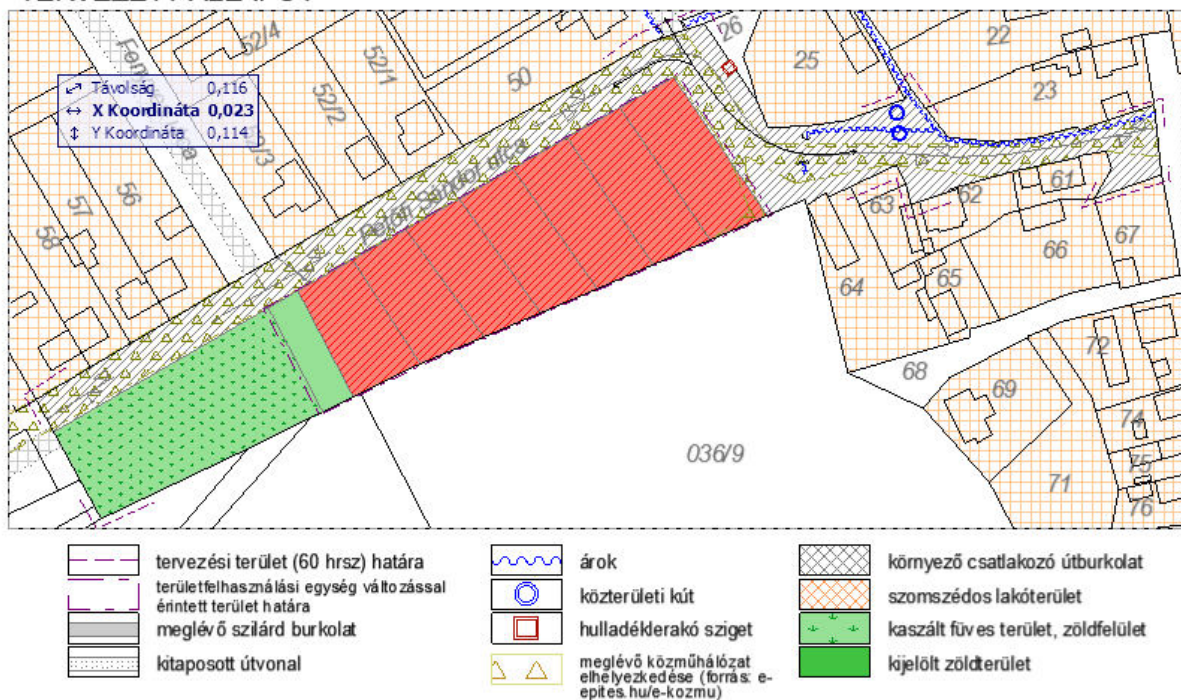 52/4
26
25
22
52/1
50
23
52/2
Távolság 0,116
X Koordináta 0,023
Y Koordináta 0,114
56
57
58
Petőfi Sándor utca
61
62
63
64
65
66
67
68
69
71
72
74
75
76
036/9
tervezési terület (60 hrsz) határa
területfelhasználási egység változással
érintett terület határa
meglévő szilárd burkolat
kitaposott útvonal
árok
közterületi kút
hulladéklerakó sziget
meglévő közműhálózat
elhelyezkedése (forrás: e-
epites.hu/e-kozmu)
környező csatlakozó útburkolat
szomszédos lakóterület
kaszált füves terület, zöldfelület
kijelölt zöldterület